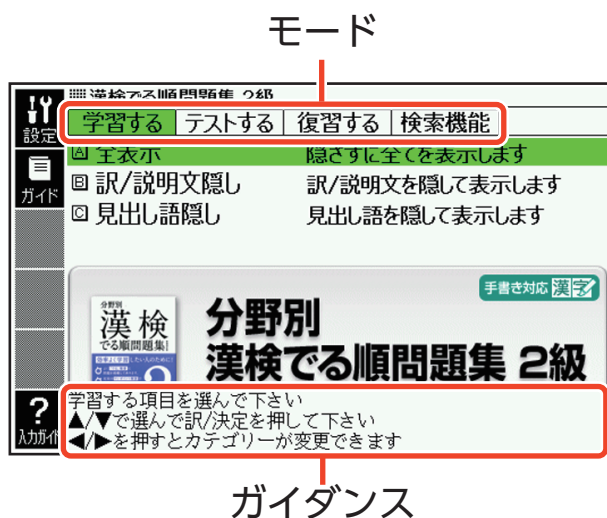 モード
漢検でる順問題集 2級
設定
学習する テストする 復習する 検索機能
A 全表示 隠さずに全てを表示します
ガイド
B 訳/説明文隠し 訳/説明文を隠して表示します
C 見出し語隠し 見出し語を隠して表示します
手書き対応 漢字
分野別
漢検
でる順問題集
分野別
漢検でる順問題集 2級
学習する項目を選んで下さい
▲/▼で選んで訳/決定を押して下さい
◀/▶を押すとカテゴリーが変更できます
?
入力ガイド
ガイダンス